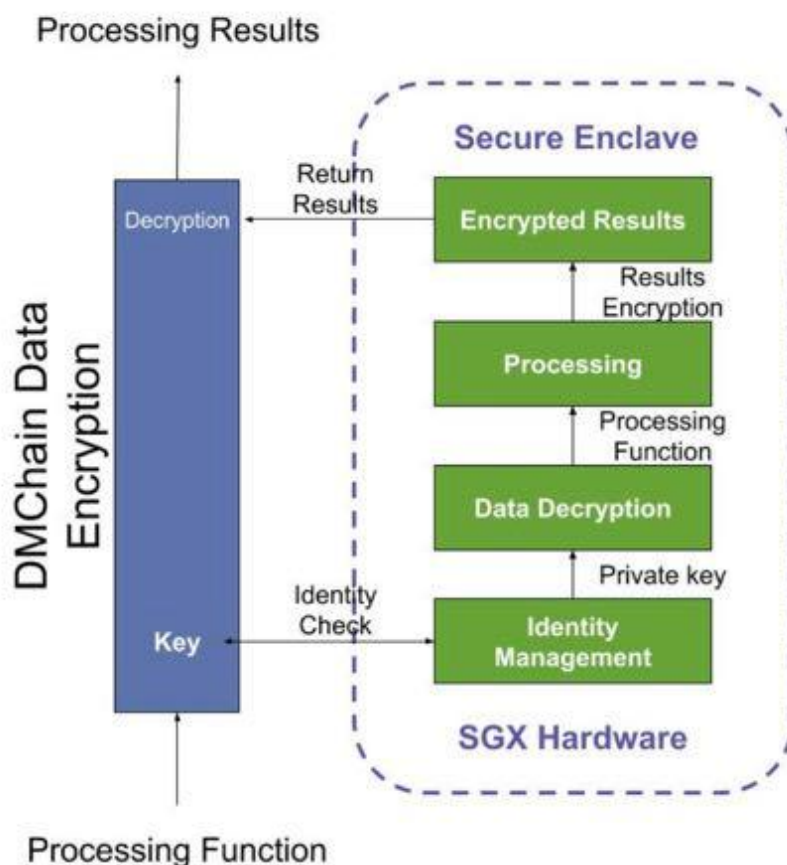 Processing Results
Secure Enclave
Return
Results
Decryption
Encrypted Results
Results
Encryption
DMChain Data
Encryption
Processing
Processing
Function
Data Decryption
Private key
Identity
Check
Key
Identity
Management
SGX Hardware
Processing Function